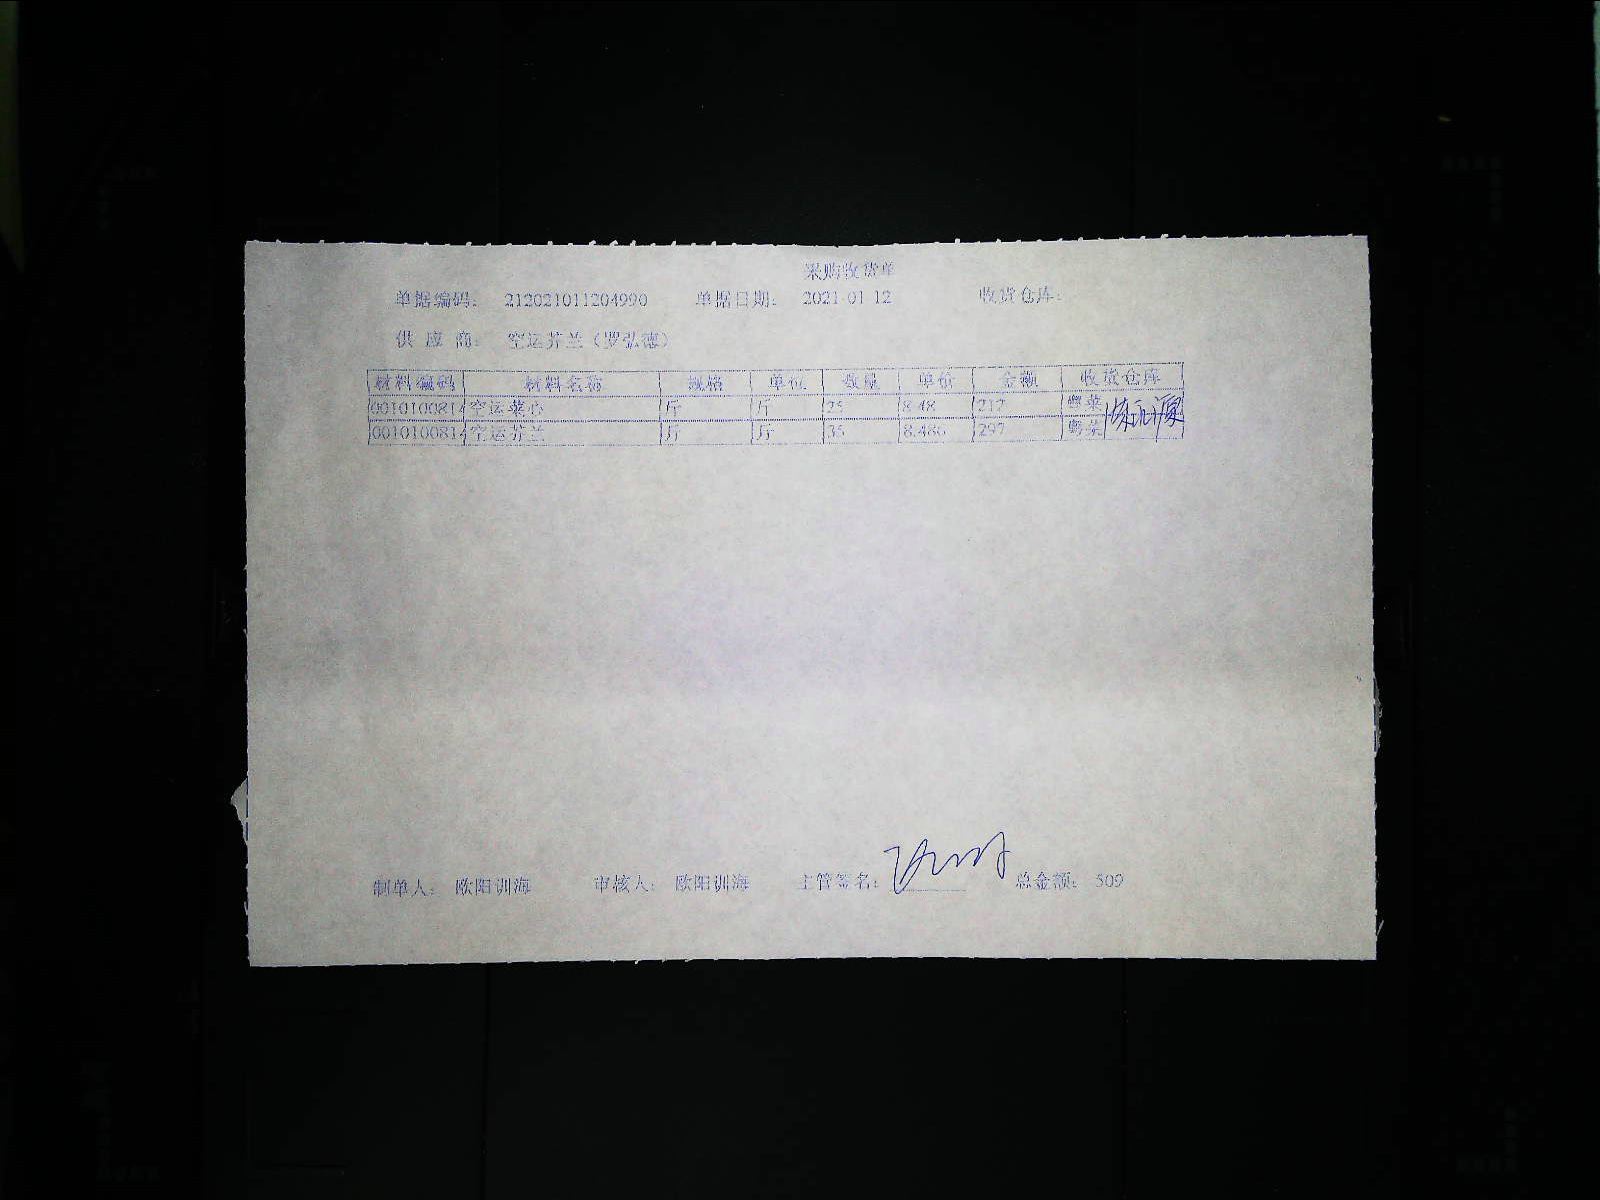 采购收货单
单据编码： 212021011204990 单据日期： 2021-01-12 收货仓库：
供 应 商： 空运芥兰（罗弘德）
材料编码 材料名称 规格 单位 数量 单价 金额 收货仓库
0010100814 空运菜心 斤 斤 25 8.48 212 粤菜
0010100814 空运芥兰 斤 斤 35 8.486 297 粤菜
制单人： 欧阳训海 审核人： 欧阳训海 主管签名： 总金额： 509